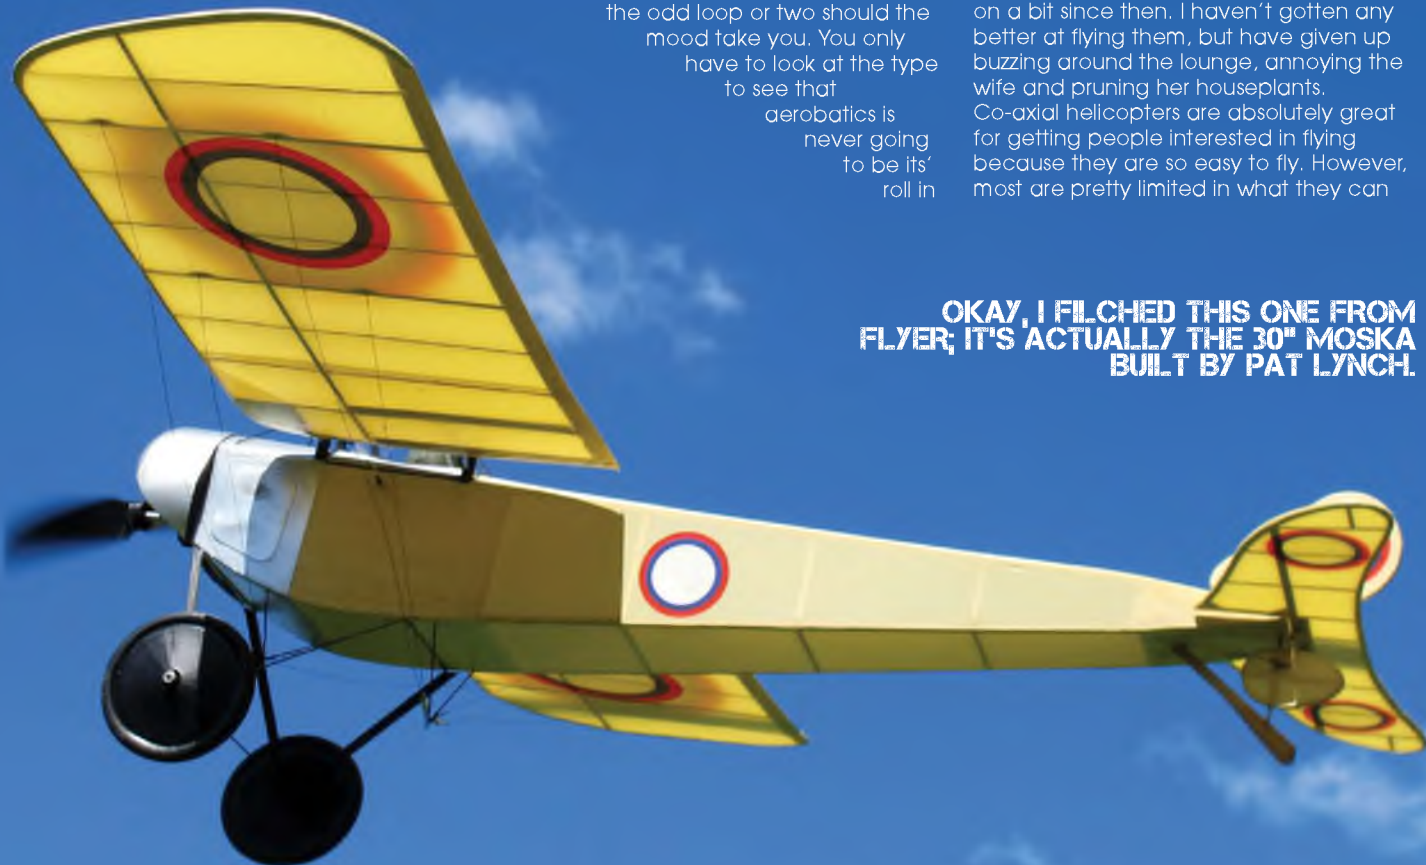 the odd loop or two should the
mood take you. You only
have to look at the type
to see that
aerobatics is
never going
to be its'
roll in
on a bit since then. I haven't gotten any
better at flying them, but have given up
buzzing around the lounge, annoying the
wife and pruning her houseplants.
Co-axial helicopters are absolutely great
for getting people interested in flying
because they are so easy to fly. However,
most are pretty limited in what they can
OKAY, I FILCHED THIS ONE FROM
FLYER; IT'S ACTUALLY THE 30" MOSKA
BUILT BY PAT LYNCH.